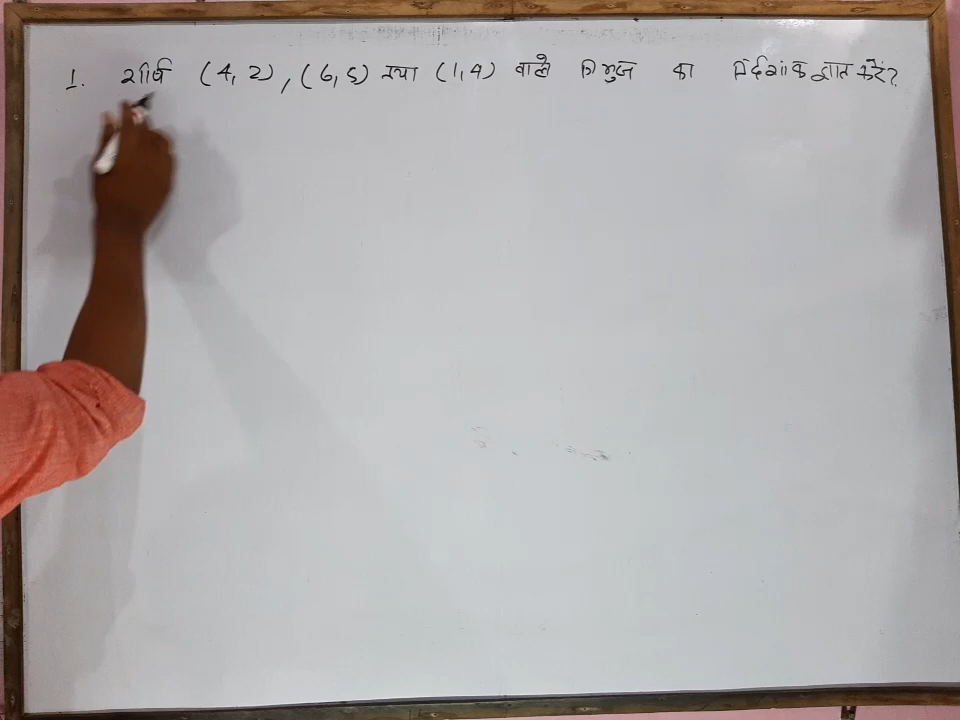 1. शीर्ष (4, 2), (6, 5) तथा (1, 4) वाले त्रिभुज का निर्देशांक ज्ञात करें?